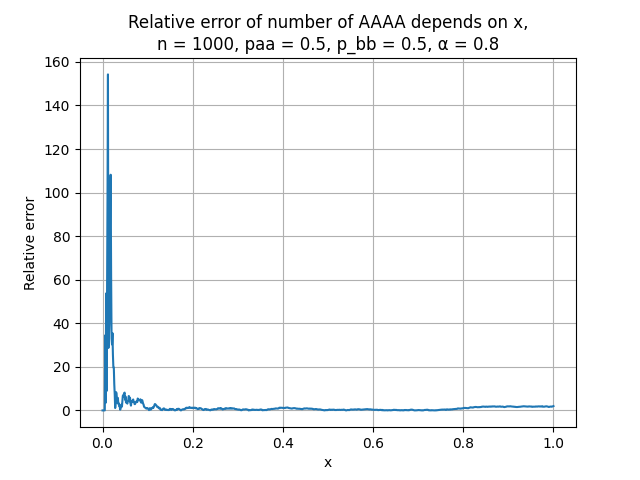 Relative error of number of AAAA depends on x,
n = 1000, paa = 0.5, p_bb = 0.5, α = 0.8
160
140
120
100
80
60
40
20
0
Relative error
0.0 0.2 0.4 0.6 0.8 1.0
x